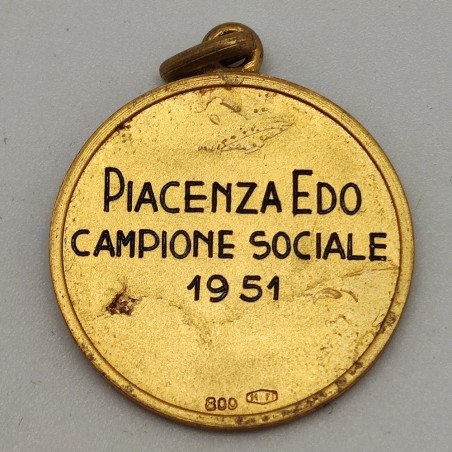 PIACENZA EDO
CAMPIONE SOCIALE
1951
800